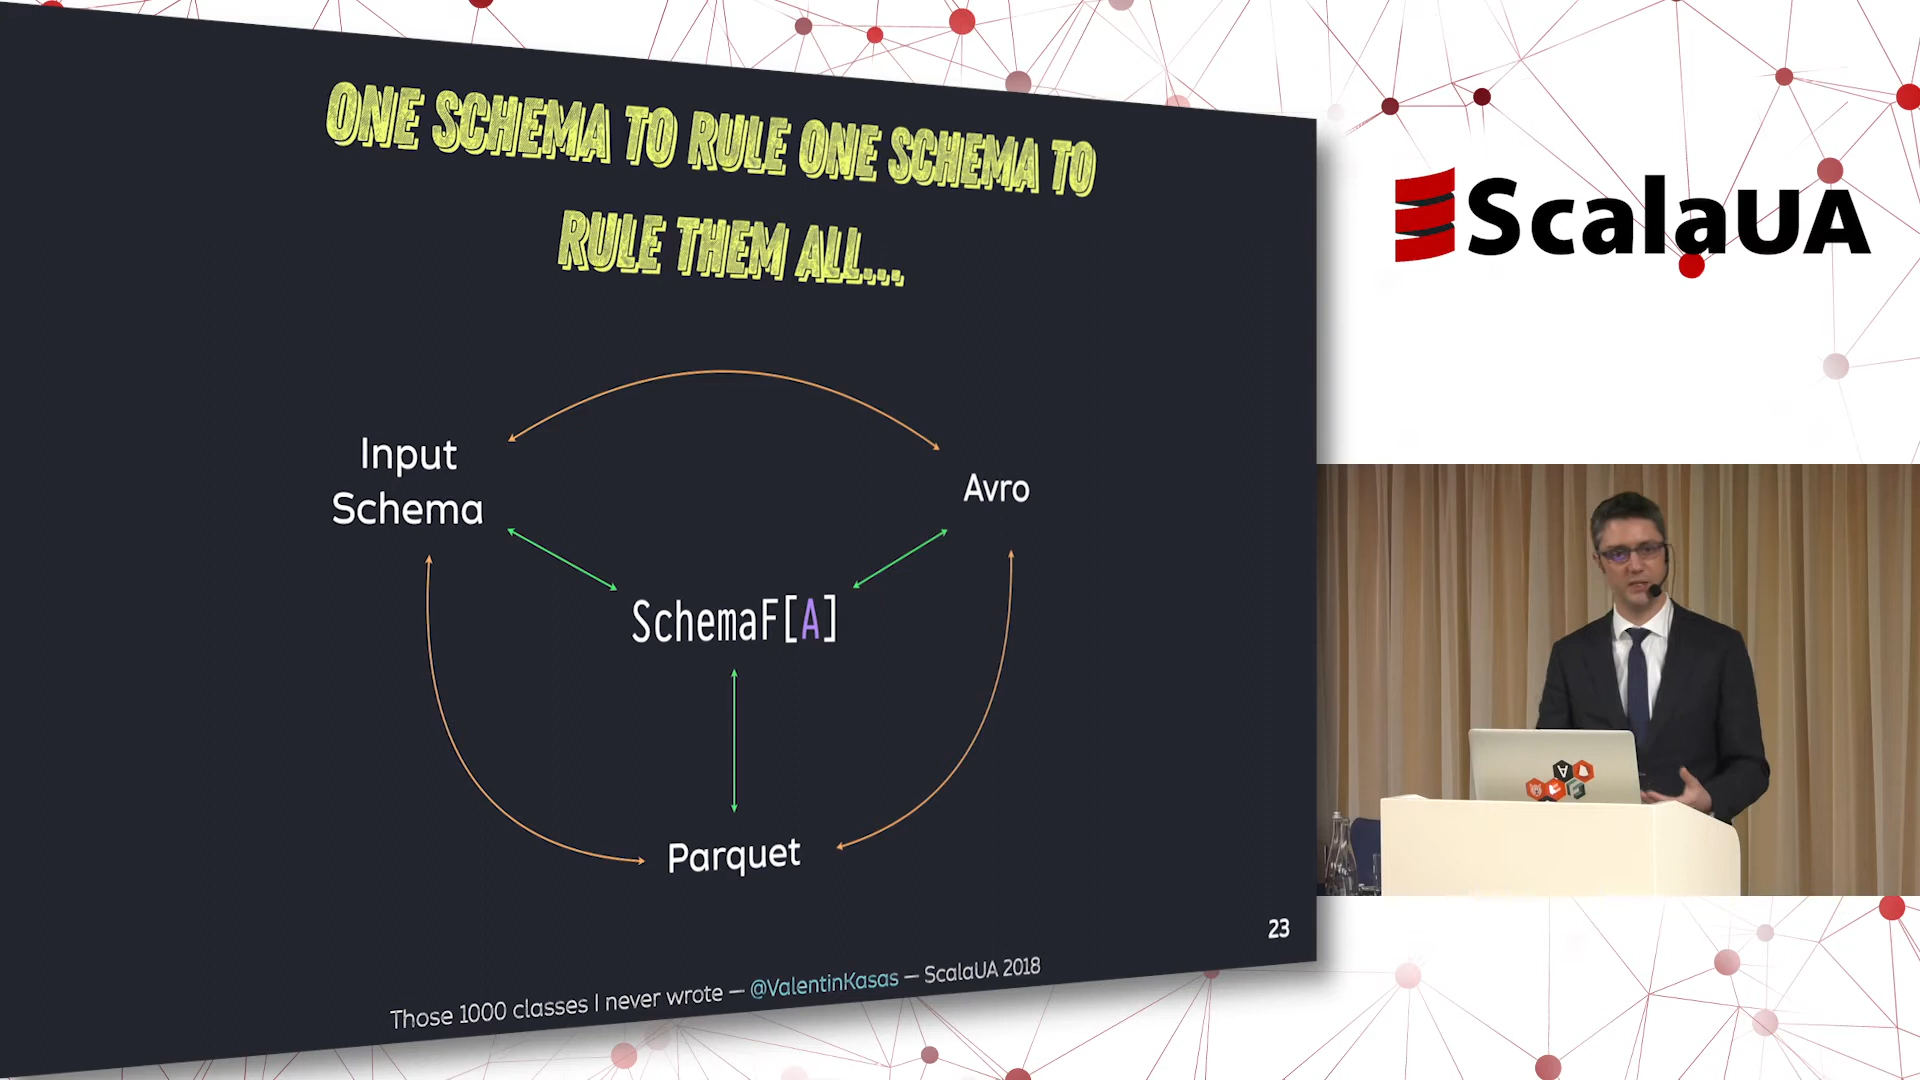 ONE SCHEMA TO RULE ONE SCHEMA TO
RULE THEM ALL...
Input
Schema
Avro
SchemaF[A]
Parquet
23
Those 1000 classes I never wrote — @ValentinKasas — ScalaUA 2018
ScalaUA